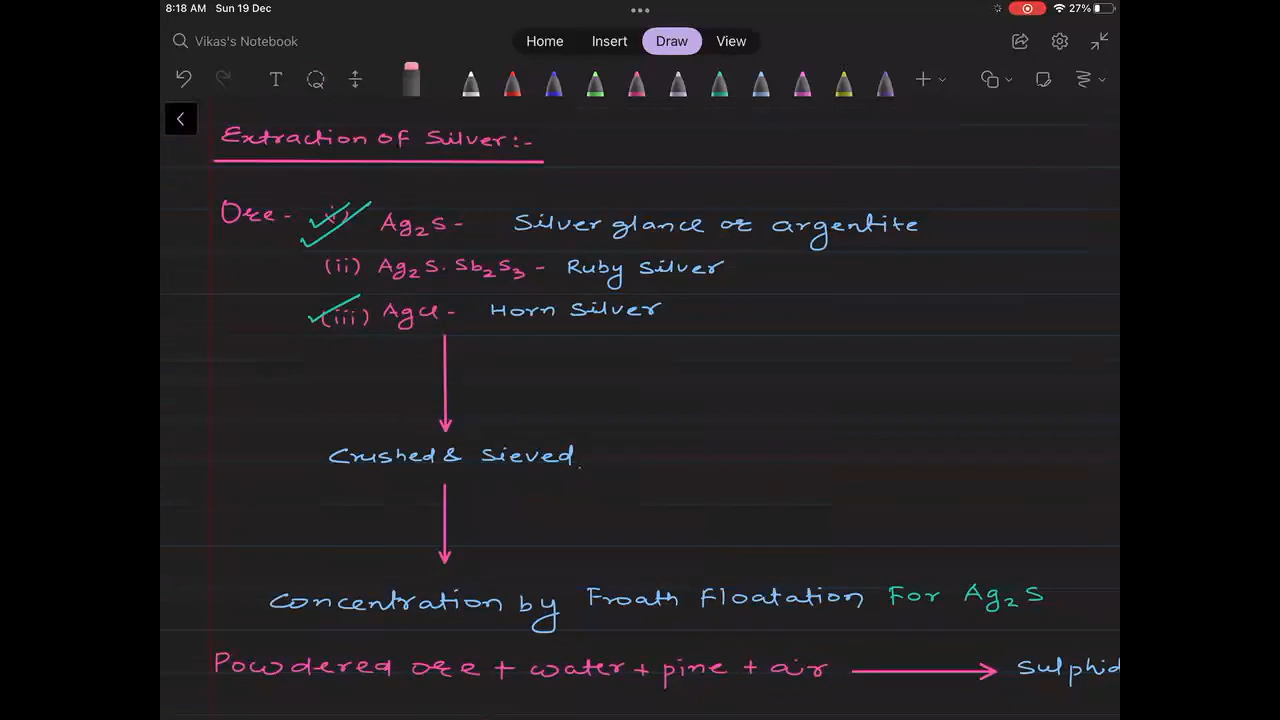 8:18 AM Sun 19 Dec
27%
Vikas's Notebook
Home Insert Draw View
Extraction of Silver:-
Ore - (i) Ag₂S - Silver glance or argentite
(ii) Ag₂S. Sb₂S₃ - Ruby Silver
(iii) AgCl - Horn Silver
Crushed & Sieved.
Concentration by Froath Floatation For Ag₂S
Powdered ore + water + pine + air → Sulphid